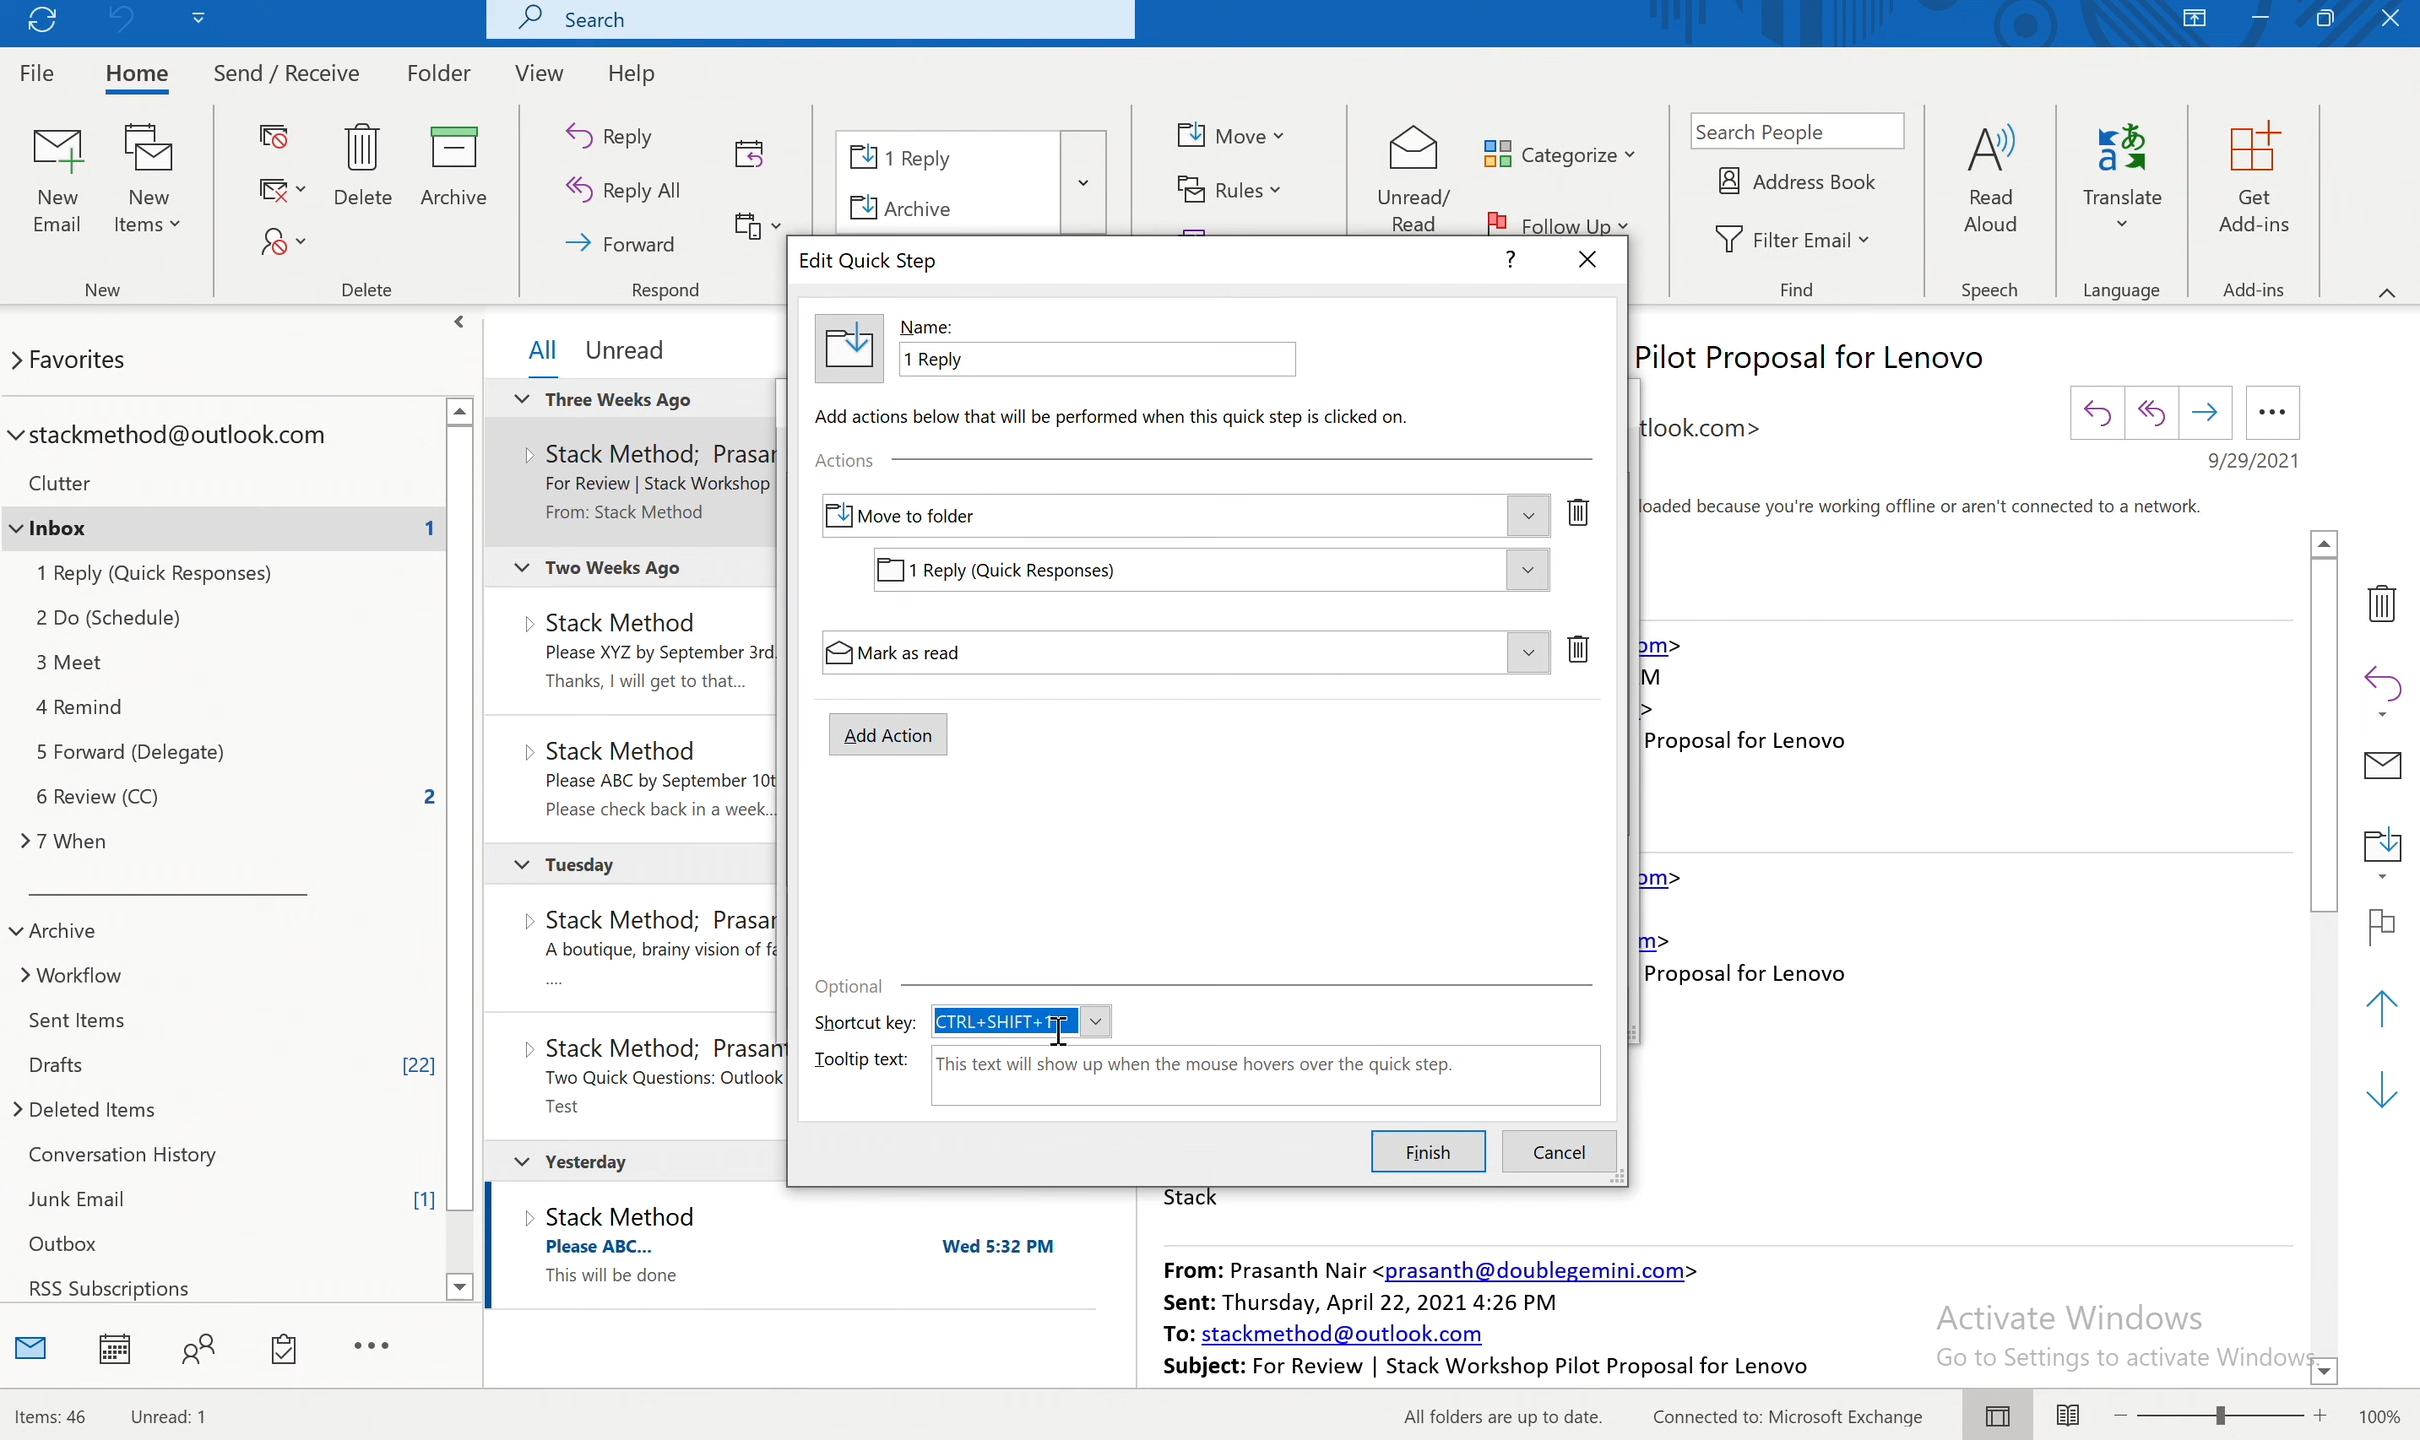 Search
File Home Send / Receive Folder View Help
New Email
New Items
Delete
Archive
Reply
Reply All
Forward
1 Reply
Archive
Move
Rules
Unread/ Read
Categorize
Follow Up
Search People
Address Book
Filter Email
Read Aloud
Translate
Get Add-ins
New
Delete
Respond
Find
Speech
Language
Add-ins
Favorites
stackmethod@outlook.com
Clutter
Inbox 1
1 Reply (Quick Responses)
2 Do (Schedule)
3 Meet
4 Remind
5 Forward (Delegate)
6 Review (CC) 2
7 When
Archive
Workflow
Sent Items
Drafts [22]
Deleted Items
Conversation History
Junk Email [1]
Outbox
RSS Subscriptions
All Unread
Three Weeks Ago
Stack Method; Prasar
For Review | Stack Workshop
From: Stack Method
Two Weeks Ago
Stack Method
Please XYZ by September 3rd.
Thanks, I will get to that...
Stack Method
Please ABC by September 10t
Please check back in a week...
Tuesday
Stack Method; Prasar
A boutique, brainy vision of fa
....
Stack Method; Prasant
Two Quick Questions: Outlook
Test
Yesterday
Stack Method
Please ABC... Wed 5:32 PM
This will be done
Edit Quick Step ?
Name:
1 Reply
Add actions below that will be performed when this quick step is clicked on.
Actions
Move to folder
1 Reply (Quick Responses)
Mark as read
Add Action
Optional
Shortcut key: CTRL+SHIFT+1
Tooltip text: This text will show up when the mouse hovers over the quick step.
Finish Cancel
Pilot Proposal for Lenovo
tlook.com>
9/29/2021
loaded because you're working offline or aren't connected to a network.
om>
M
>
Proposal for Lenovo
om>
m>
Proposal for Lenovo
Stack
From: Prasanth Nair <prasanth@doublegemini.com>
Sent: Thursday, April 22, 2021 4:26 PM
To: stackmethod@outlook.com
Subject: For Review | Stack Workshop Pilot Proposal for Lenovo
Activate Windows
Go to Settings to activate Windows.
Items: 46 Unread: 1 All folders are up to date. Connected to: Microsoft Exchange 100%